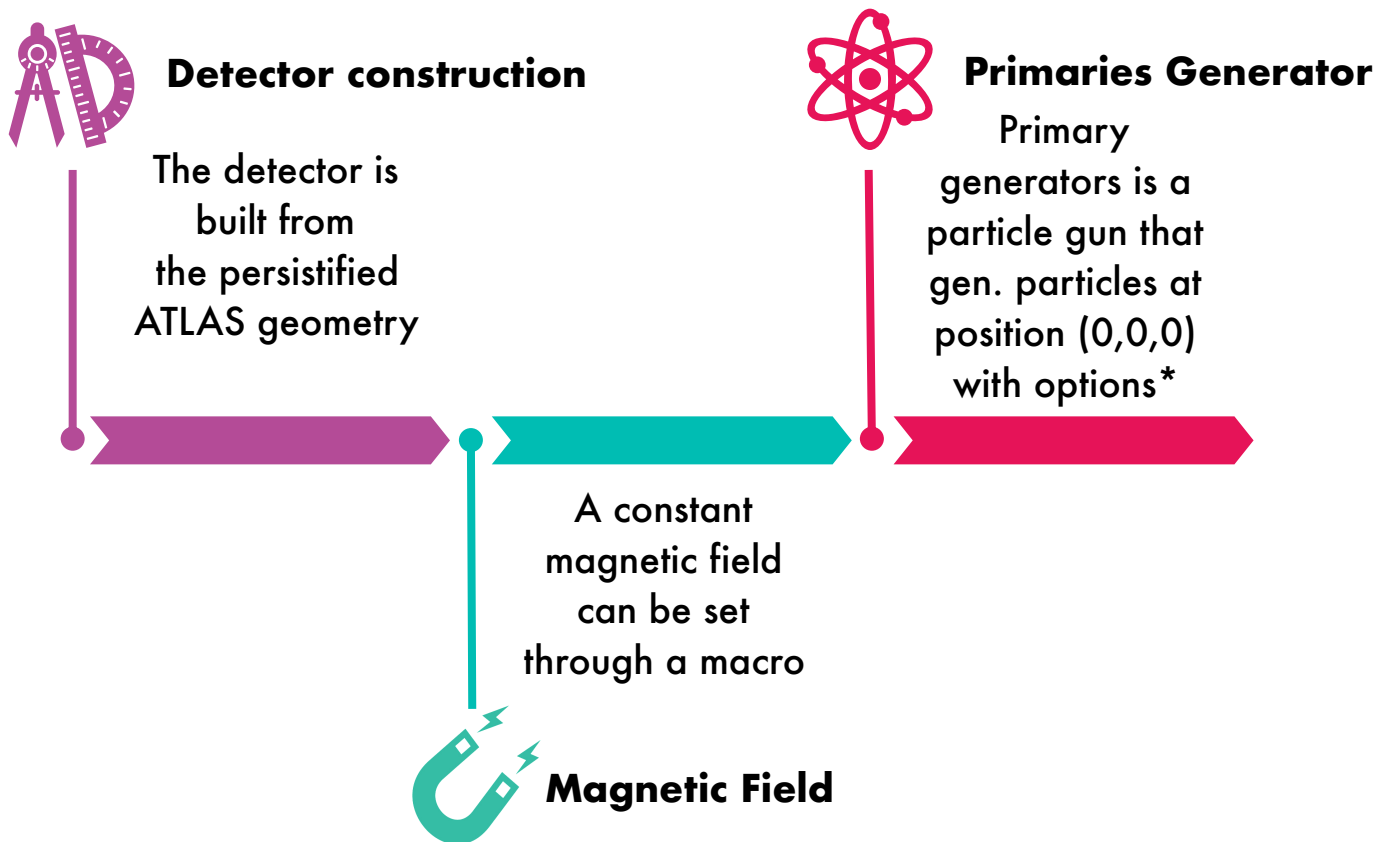 Detector construction
The detector is
built from
the persistified
ATLAS geometry
A constant
magnetic field
can be set
through a macro
Magnetic Field
Primaries Generator
Primary
generators is a
particle gun that
gen. particles at
position (0,0,0)
with options*